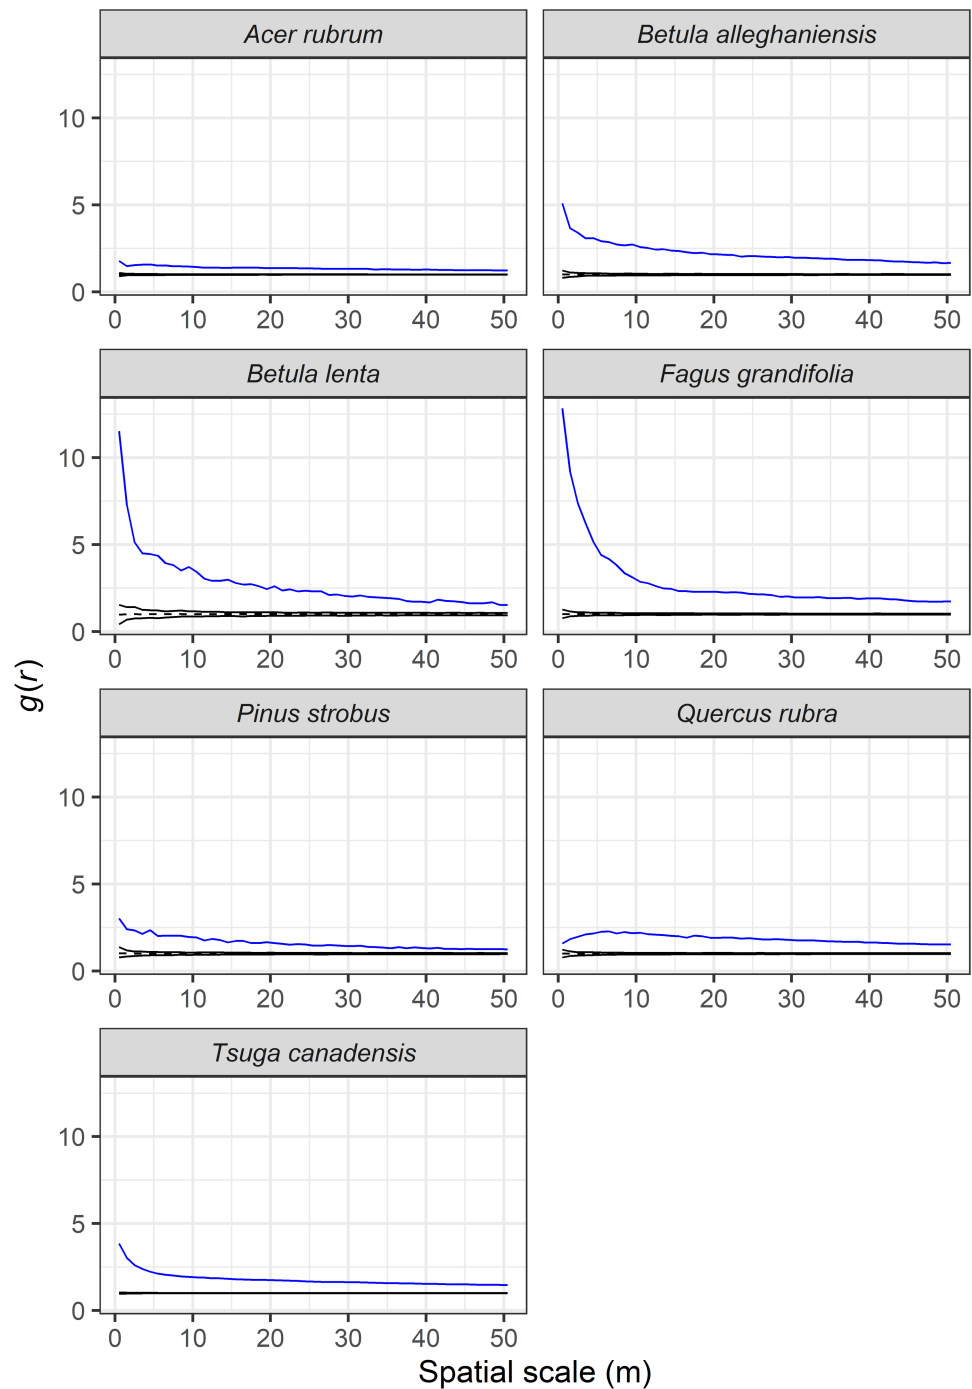 Acer rubrum
Betula alleghaniensis
10
5
0
0 10 20 30 40 50
0 10 20 30 40 50
Betula lenta
Fagus grandifolia
10
5
0
0 10 20 30 40 50
0 10 20 30 40 50
g(r)
Pinus strobus
Quercus rubra
10
5
0
0 10 20 30 40 50
0 10 20 30 40 50
Tsuga canadensis
10
5
0
0 10 20 30 40 50
Spatial scale (m)